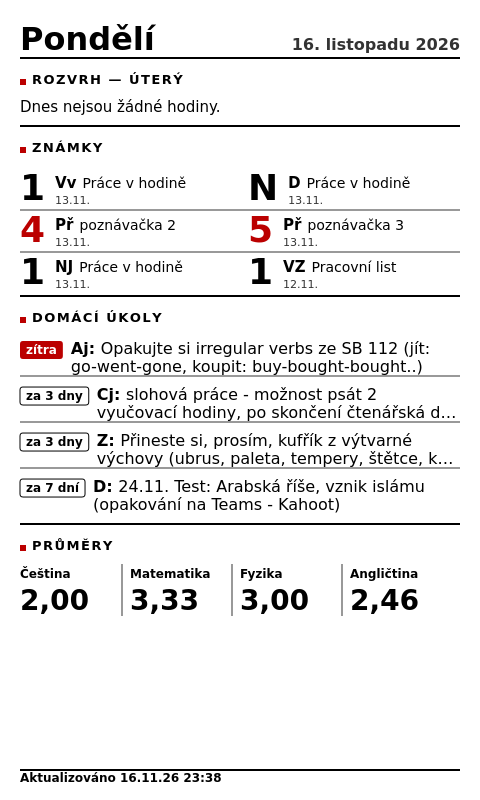 Pondělí
16. listopadu 2026
ROZVRH — ÚTERÝ
Dnes nejsou žádné hodiny.
ZNÁMKY
1 Vv Práce v hodině
13.11.
N D Práce v hodině
13.11.
4 Př poznávačka 2
13.11.
5 Př poznávačka 3
13.11.
1 NJ Práce v hodině
13.11.
1 VZ Pracovní list
12.11.
DOMÁCÍ ÚKOLY
zítra Aj: Opakujte si irregular verbs ze SB 112 (jít:
go-went-gone, koupit: buy-bought-bought..)
za 3 dny Cj: slohová práce - možnost psát 2
vyučovací hodiny, po skončení čtenářská d…
za 3 dny Z: Přineste si, prosím, kufřík z výtvarné
výchovy (ubrus, paleta, tempery, štětce, k…
za 7 dní D: 24.11. Test: Arabská říše, vznik islámu
(opakování na Teams - Kahoot)
PRŮMĚRY
Čeština Matematika Fyzika Angličtina
2,00 3,33 3,00 2,46
Aktualizováno 16.11.26 23:38